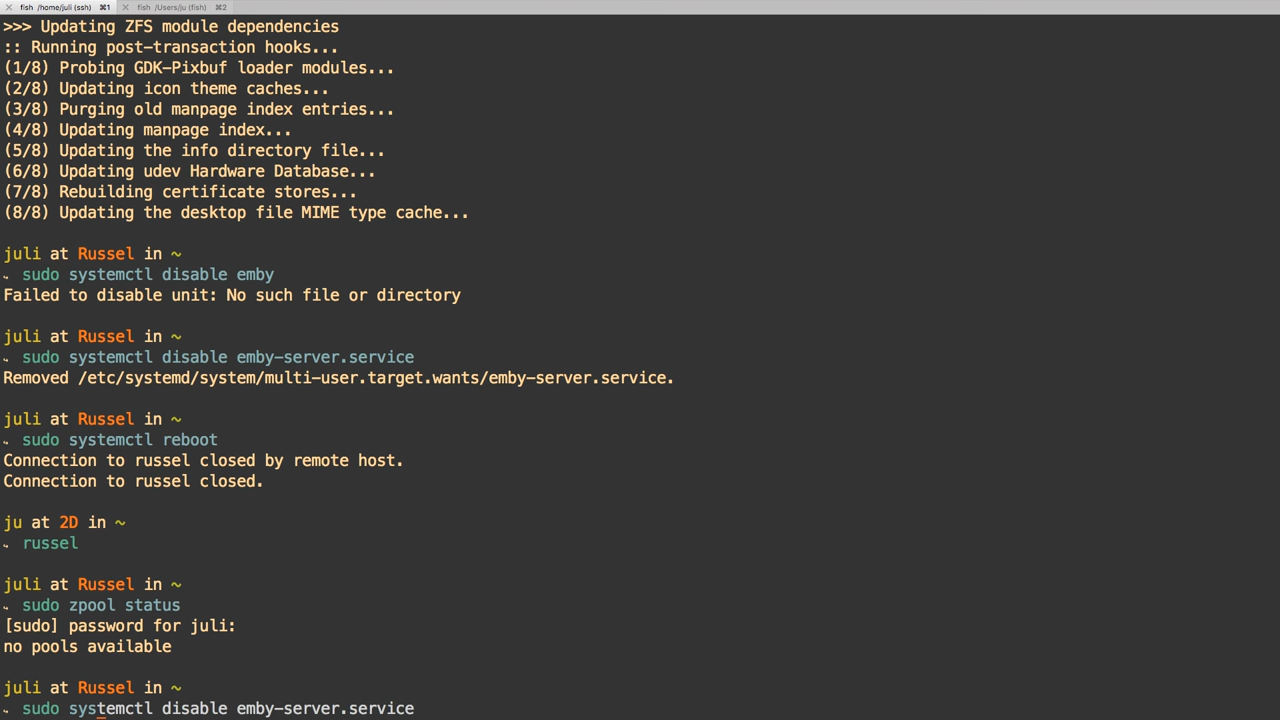 fish /home/juli (ssh) ⌘1 fish /Users/ju (fish) ⌘2
>>> Updating ZFS module dependencies
:: Running post-transaction hooks...
(1/8) Probing GDK-Pixbuf loader modules...
(2/8) Updating icon theme caches...
(3/8) Purging old manpage index entries...
(4/8) Updating manpage index...
(5/8) Updating the info directory file...
(6/8) Updating udev Hardware Database...
(7/8) Rebuilding certificate stores...
(8/8) Updating the desktop file MIME type cache...
juli at Russel in ~
sudo systemctl disable emby
Failed to disable unit: No such file or directory
juli at Russel in ~
sudo systemctl disable emby-server.service
Removed /etc/systemd/system/multi-user.target.wants/emby-server.service.
juli at Russel in ~
sudo systemctl reboot
Connection to russel closed by remote host.
Connection to russel closed.
ju at 2D in ~
russel
juli at Russel in ~
sudo zpool status
[sudo] password for juli:
no pools available
juli at Russel in ~
sudo systemctl disable emby-server.service